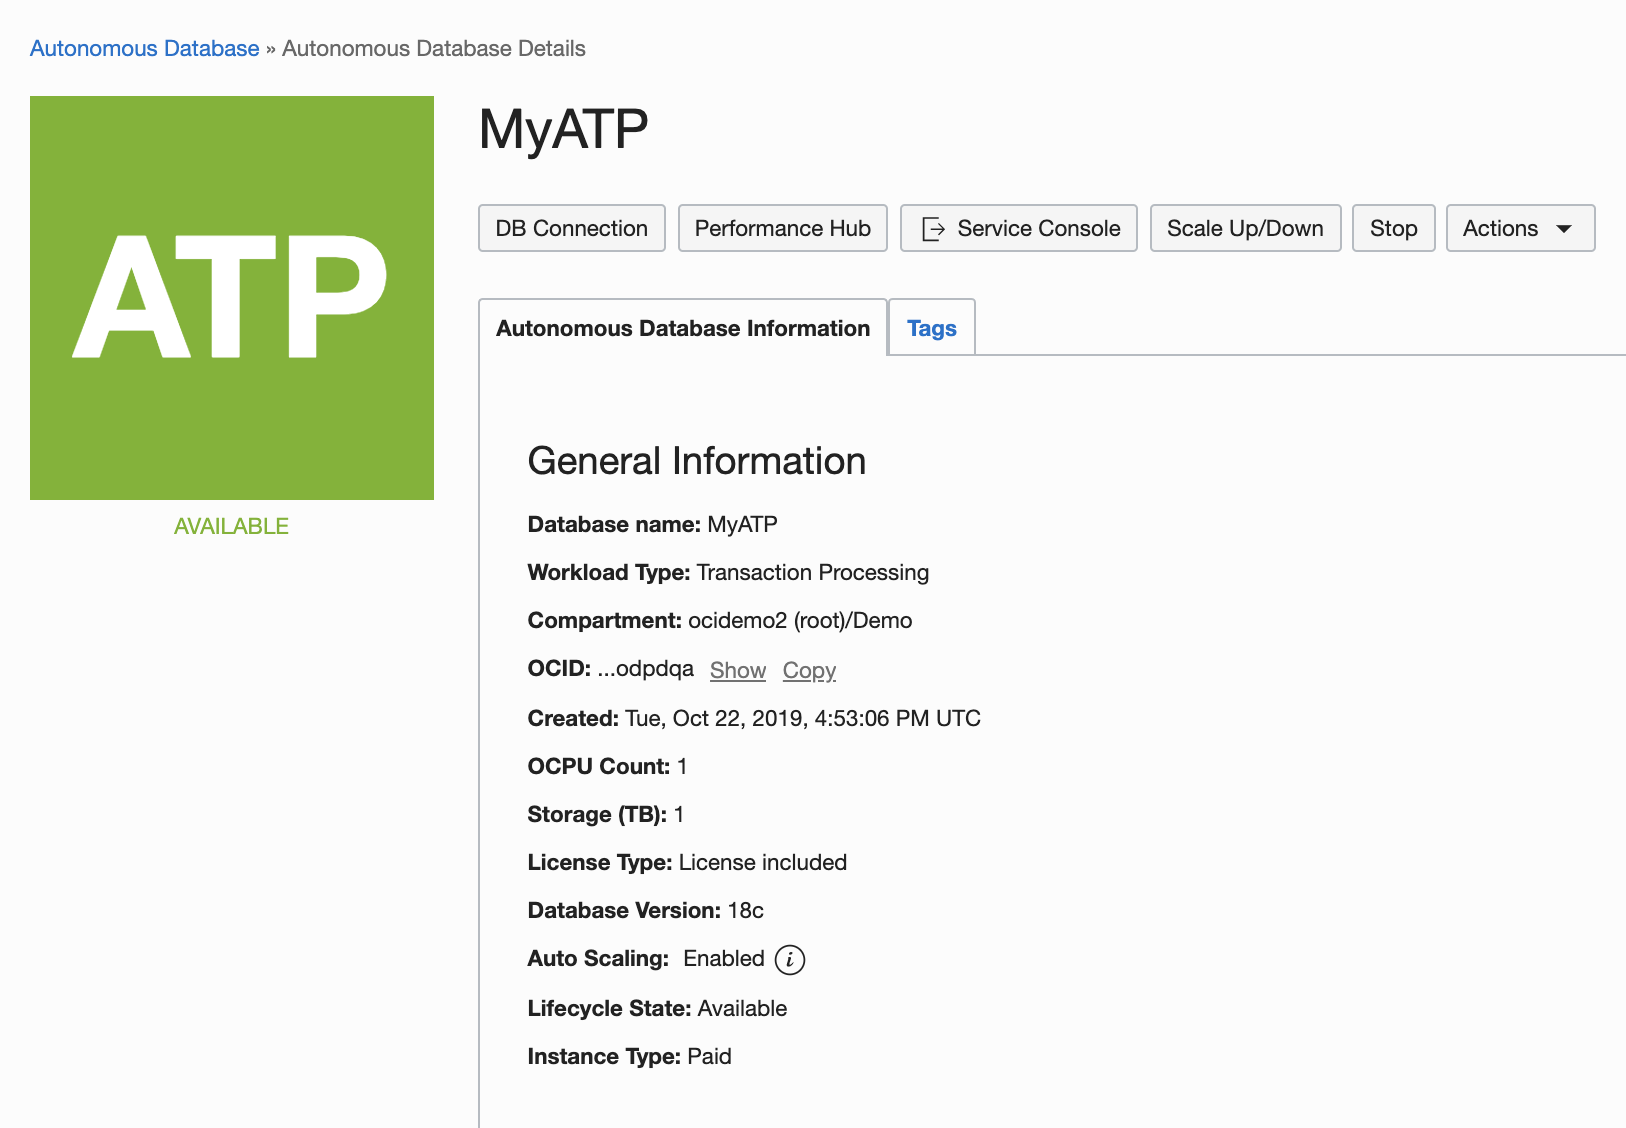 Autonomous Database » Autonomous Database Details
ATP
AVAILABLE
MyATP
DB Connection Performance Hub Service Console Scale Up/Down Stop Actions
Autonomous Database Information Tags
General Information
Database name: MyATP
Workload Type: Transaction Processing
Compartment: ocidemo2 (root)/Demo
OCID: ...odpdqa Show Copy
Created: Tue, Oct 22, 2019, 4:53:06 PM UTC
OCPU Count: 1
Storage (TB): 1
License Type: License included
Database Version: 18c
Auto Scaling: Enabled i
Lifecycle State: Available
Instance Type: Paid